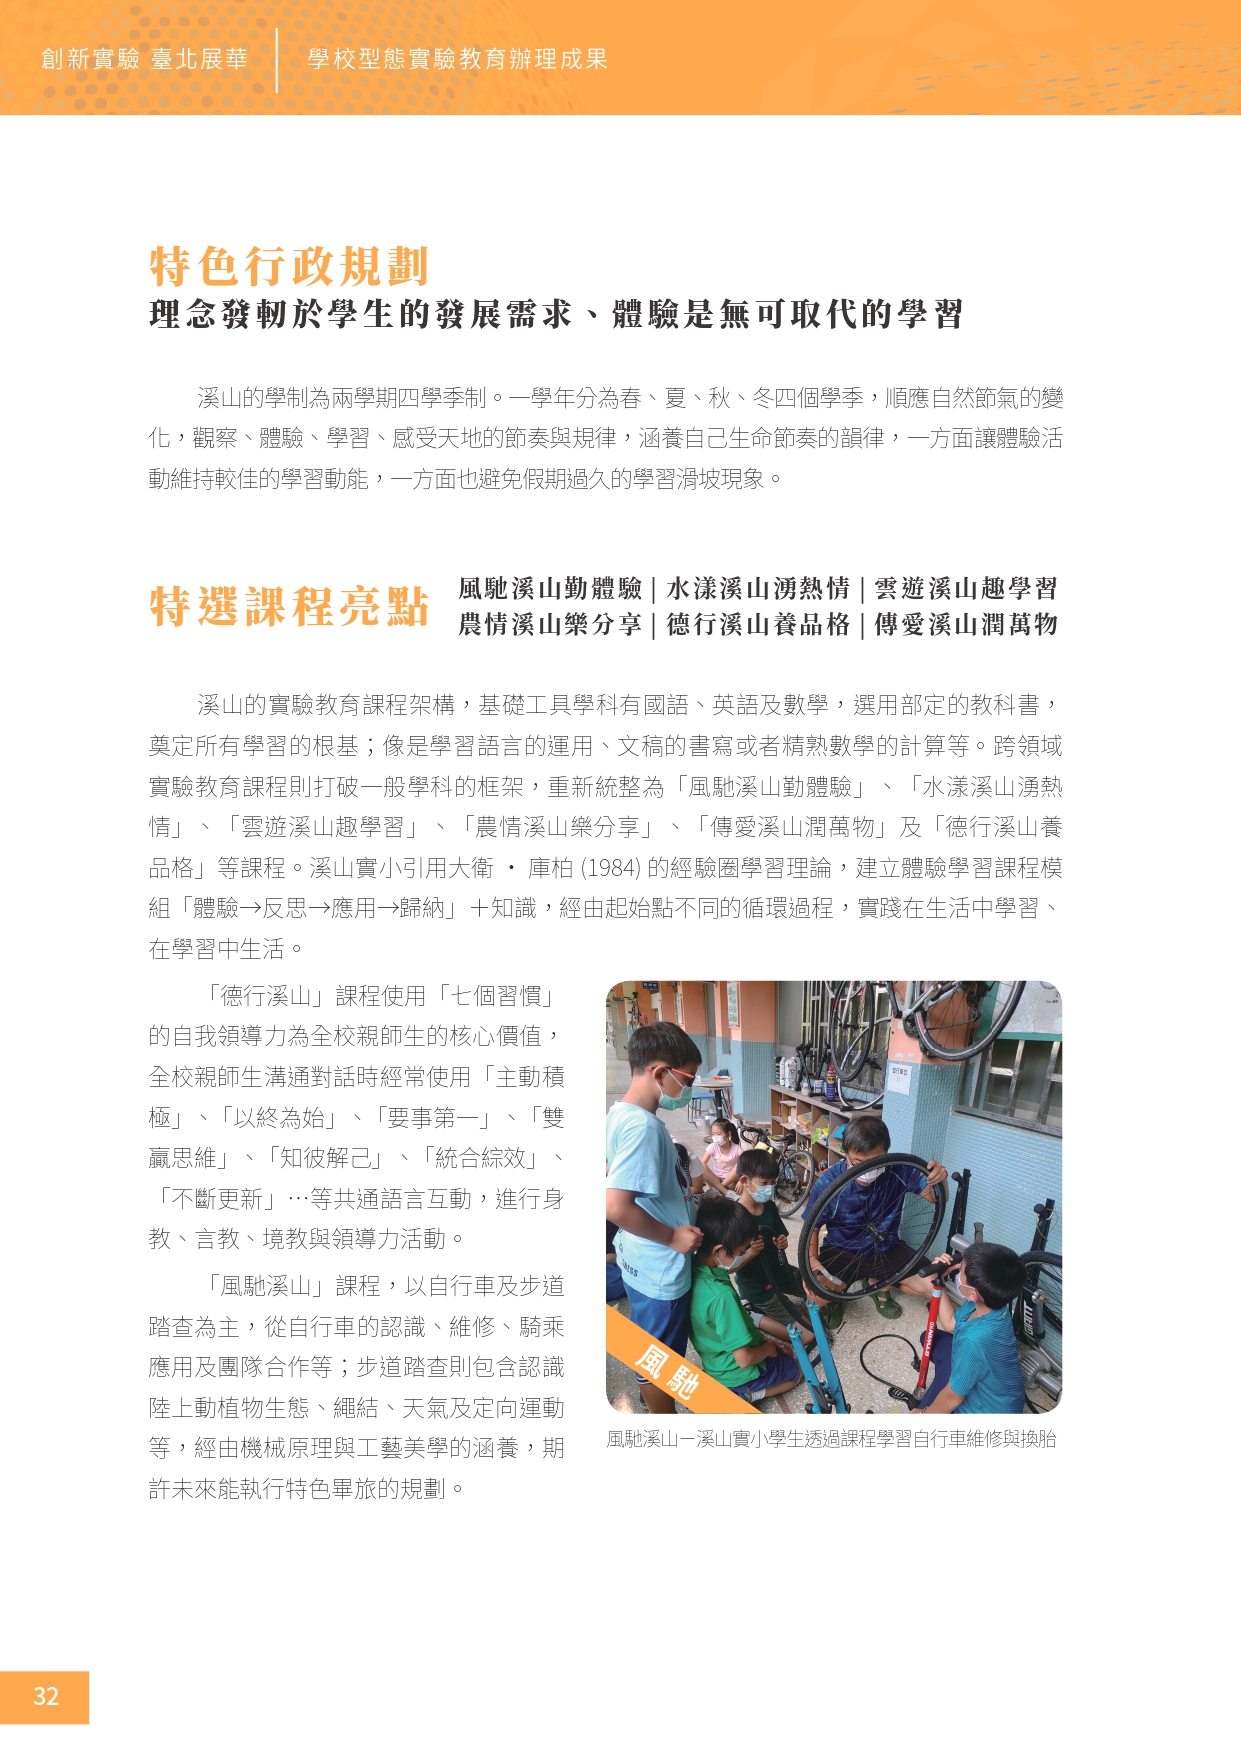 創新實驗 臺北展華
學校型態實驗教育辦理成果
特色行政規劃
理念發軔於學生的發展需求、體驗是無可取代的學習
溪山的學制為兩學期四學季制。一學年分為春、夏、秋、冬四個學季，順應自然節氣的變
化，觀察、體驗、學習、感受天地的節奏與規律，涵養自己生命節奏的韻律，一方面讓體驗活
動維持較佳的學習動能，一方面也避免假期過久的學習滑坡現象。
特選課程亮點
風馳溪山勤體驗|水漾溪山湧熱情|雲遊溪山趣學習
農情溪山樂分享|德行溪山養品格|傳愛溪山潤萬物
溪山的實驗教育課程架構，基礎工具學科有國語、英語及數學，選用部定的教科書，
奠定所有學習的根基；像是學習語言的運用、文稿的書寫或者精熟數學的計算等。跨領域
實驗教育課程則打破一般學科的框架，重新統整為「風馳溪山勤體驗」、「水漾溪山湧熱
情」、「雲遊溪山趣學習」、「農情溪山樂分享」、「傳愛溪山潤萬物」及「德行溪山養
品格」等課程。溪山實小引用大衛 ‧ 庫柏 (1984) 的經驗圈學習理論，建立體驗學習課程模
組「體驗→反思→應用→歸納」＋知識，經由起始點不同的循環過程，實踐在生活中學習、
在學習中生活。
「德行溪山」課程使用「七個習慣」
的自我領導力為全校親師生的核心價值，
全校親師生溝通對話時經常使用「主動積
極」、「以終為始」、「要事第一」、「雙
贏思維」、「知彼解己」、「統合綜效」、
「不斷更新」…等共通語言互動，進行身
教、言教、境教與領導力活動。
「風馳溪山」課程，以自行車及步道
踏查為主，從自行車的認識、維修、騎乘
應用及團隊合作等；步道踏查則包含認識
陸上動植物生態、繩結、天氣及定向運動
等，經由機械原理與工藝美學的涵養，期
許未來能執行特色畢旅的規劃。
風馳
BTWIN
GIANT
風馳溪山－溪山實小學生透過課程學習自行車維修與換胎
32